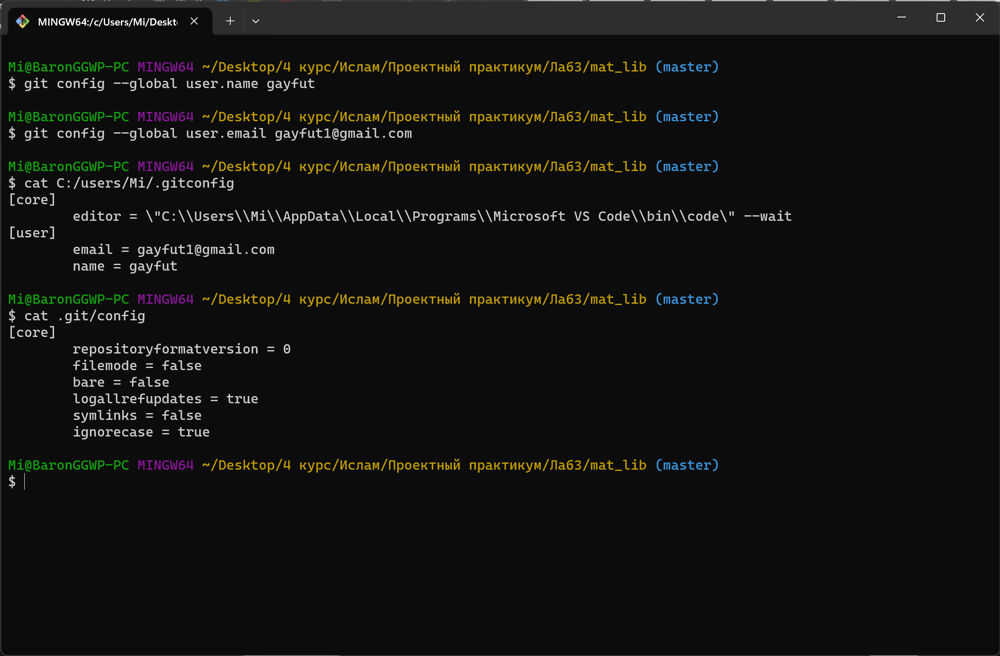 MINGW64:/c/Users/Mi/Deskt
Mi@BaronGGWP-PC MINGW64 ~/Desktop/4 курс/Ислам/Проектный практикум/Лаб3/mat_lib (master)
$ git config --global user.name gayfut
Mi@BaronGGWP-PC MINGW64 ~/Desktop/4 курс/Ислам/Проектный практикум/Лаб3/mat_lib (master)
$ git config --global user.email gayfut1@gmail.com
Mi@BaronGGWP-PC MINGW64 ~/Desktop/4 курс/Ислам/Проектный практикум/Лаб3/mat_lib (master)
$ cat C:/users/Mi/.gitconfig
[core]
editor = \"C:\\Users\\Mi\\AppData\\Local\\Programs\\Microsoft VS Code\\bin\\code\" --wait
[user]
email = gayfut1@gmail.com
name = gayfut
Mi@BaronGGWP-PC MINGW64 ~/Desktop/4 курс/Ислам/Проектный практикум/Лаб3/mat_lib (master)
$ cat .git/config
[core]
repositoryformatversion = 0
filemode = false
bare = false
logallrefupdates = true
symlinks = false
ignorecase = true
Mi@BaronGGWP-PC MINGW64 ~/Desktop/4 курс/Ислам/Проектный практикум/Лаб3/mat_lib (master)
$